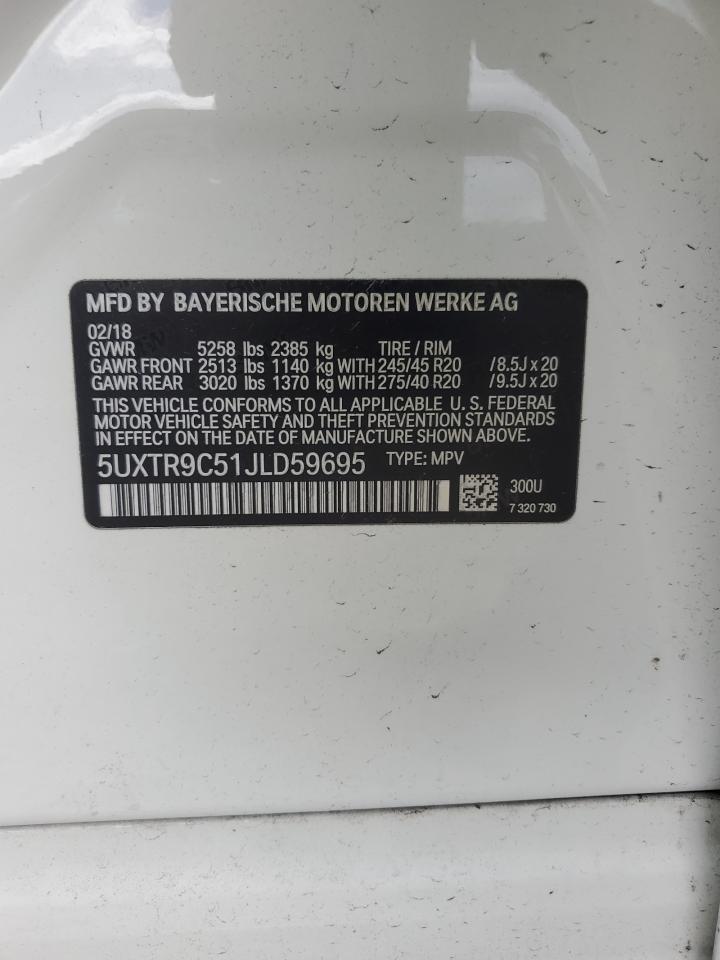 MFD BY BAYERISCHE MOTOREN WERKE AG
02/18
GVWR 5258 lbs 2385 kg TIRE / RIM
GAWR FRONT 2513 lbs 1140 kg WITH 245/45 R20 / 8.5J x 20
GAWR REAR 3020 lbs 1370 kg WITH 275/40 R20 / 9.5J x 20
THIS VEHICLE CONFORMS TO ALL APPLICABLE U. S. FEDERAL
MOTOR VEHICLE SAFETY AND THEFT PREVENTION STANDARDS
IN EFFECT ON THE DATE OF MANUFACTURE SHOWN ABOVE.
5UXTR9C51JLD59695 TYPE: MPV
300U
7 320 730